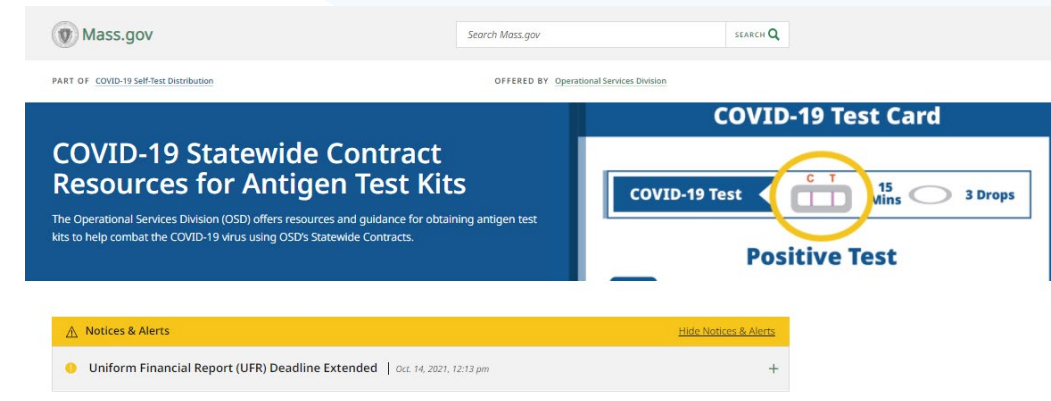 Mass.gov
Search Mass.gov
SEARCH
PART OF COVID-19 Self-Test Distribution
OFFERED BY Operational Services Division
COVID-19 Statewide Contract
Resources for Antigen Test Kits
The Operational Services Division (OSD) offers resources and guidance for obtaining antigen test
kits to help combat the COVID-19 virus using OSD's Statewide Contracts.
COVID-19 Test Card
COVID-19 Test
C T
15
Mins
3 Drops
Positive Test
Notices & Alerts
Hide Notices & Alerts
Uniform Financial Report (UFR) Deadline Extended | Oct. 14, 2021, 12:13 pm
+